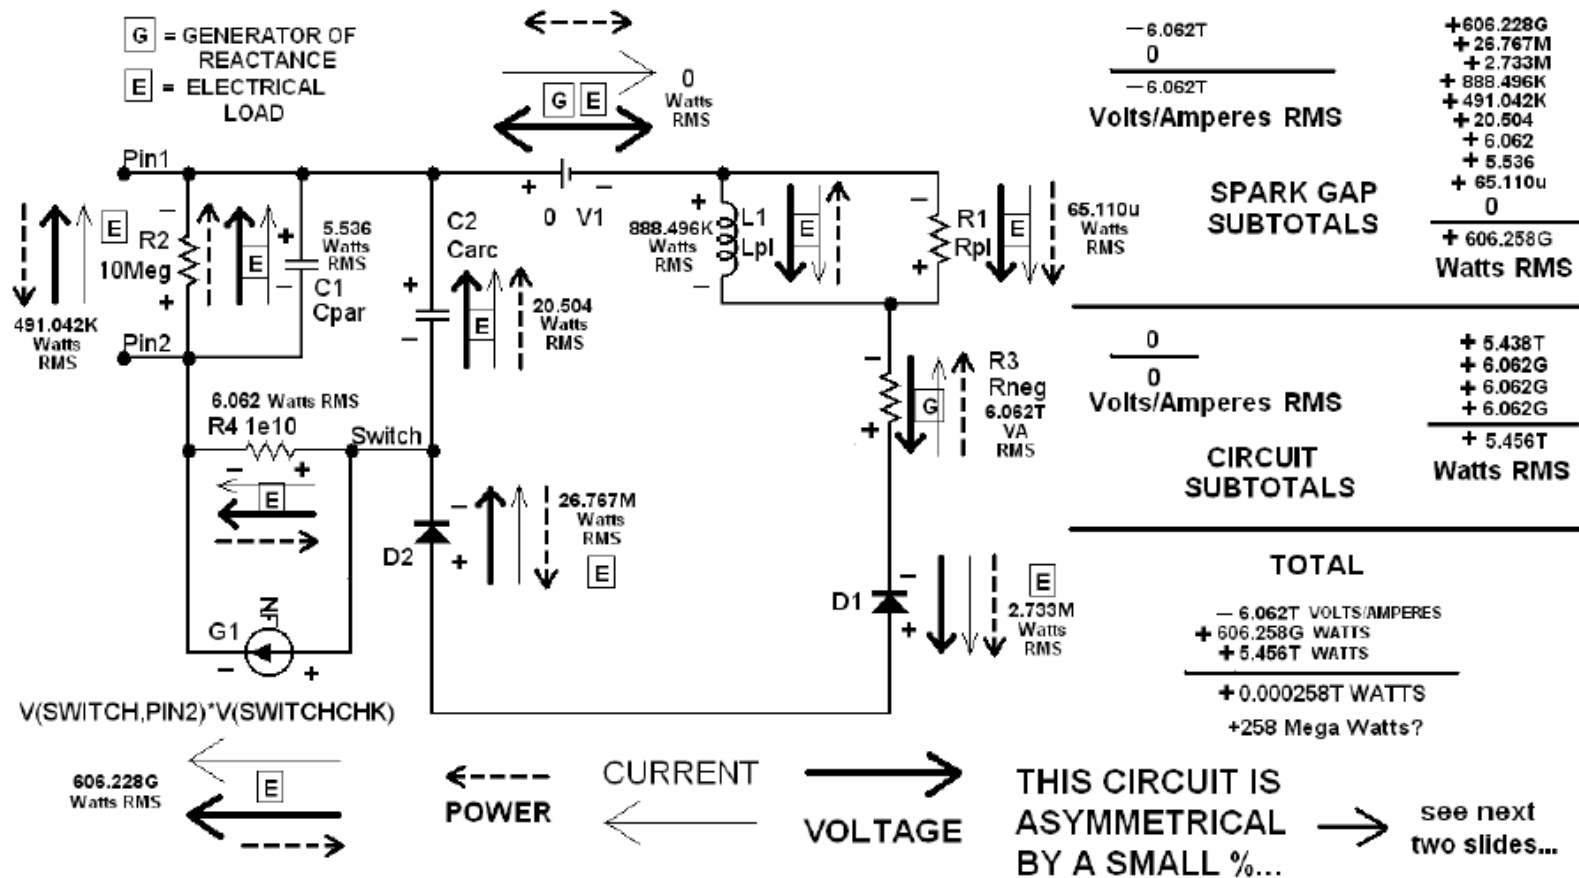 G = GENERATOR OF
REACTANCE
E = ELECTRICAL
LOAD
G E
0
Watts
RMS
Pin1
E
R2
10Meg
491.042K
Watts
RMS
Pin2
E
+
5.536
Watts
RMS
−
C1
Cpar
−
+
C2
Carc
+
−
E
20.504
Watts
RMS
+ −
0 V1
888.496K
Watts
RMS
+
L1
Lpl
−
E
−
R1
Rpl
+
65.110u
Watts
RMS
E
−
R3
Rneg
6.062T
VA
RMS
G
+
6.062 Watts RMS
R4 1e10
Switch
− +
E
G1
NF
− +
V(SWITCH,PIN2)*V(SWITCHCHK)
606.228G
Watts RMS
E
−
D2
+
26.767M
Watts
RMS
E
−
D1
+
E
2.733M
Watts
RMS
POWER
CURRENT
VOLTAGE
− 6.062T
0
− 6.062T
Volts/Amperes RMS
+606.228G
+ 26.767M
+ 2.733M
+ 888.496K
+ 491.042K
+ 20.504
+ 6.062
+ 5.536
+ 65.110u
0
+ 606.258G
Watts RMS
SPARK GAP
SUBTOTALS
0
0
Volts/Amperes RMS
+ 5.438T
+ 6.062G
+ 6.062G
+ 6.062G
+ 5.456T
Watts RMS
CIRCUIT
SUBTOTALS
TOTAL
− 6.062T VOLTS/AMPERES
+ 606.258G WATTS
+ 5.456T WATTS
+ 0.000258T WATTS
+258 Mega Watts?
THIS CIRCUIT IS
ASYMMETRICAL
BY A SMALL %...
see next
two slides...